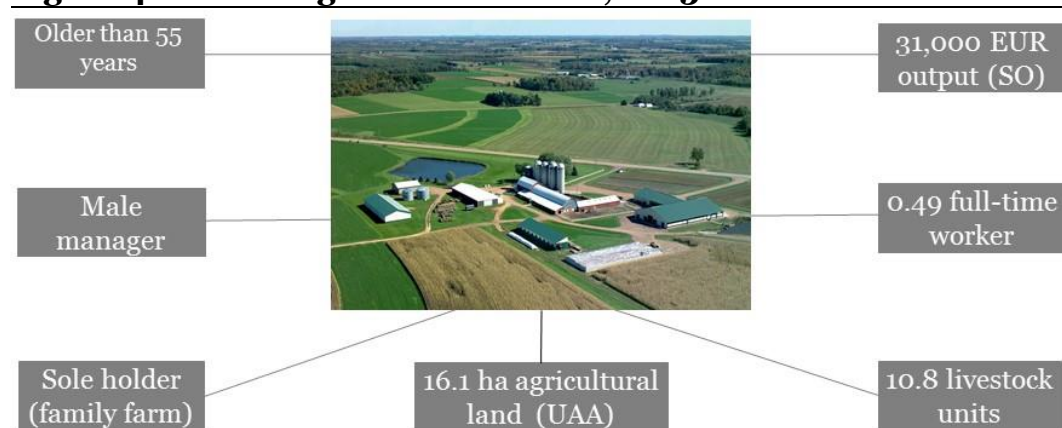 Older than 55
years
31,000 EUR
output (SO)
Male
manager
0.49 full-time
worker
Sole holder
(family farm)
16.1 ha agricultural
land (UAA)
10.8 livestock
units